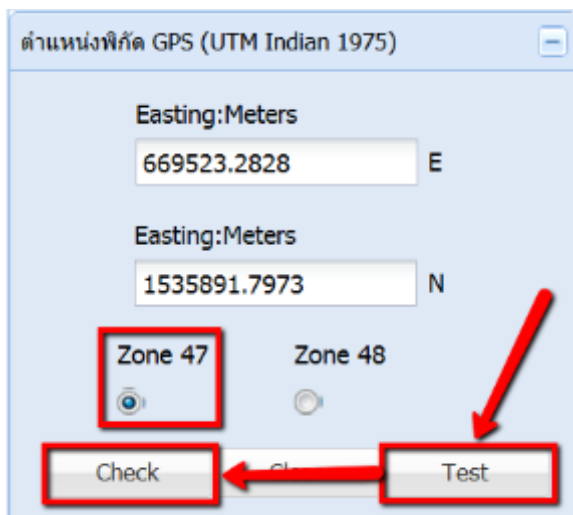 ตำแหน่งพิกัด GPS (UTM Indian 1975)
Easting:Meters
669523.2828 E
Easting:Meters
1535891.7973 N
Zone 47 Zone 48
Check Test